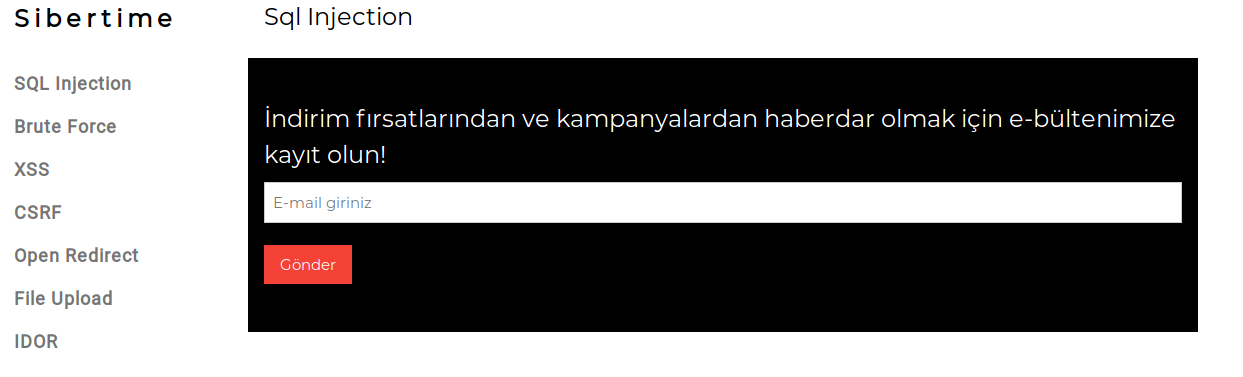 Sibertime
SQL Injection
Brute Force
XSS
CSRF
Open Redirect
File Upload
IDOR
Sql Injection
İndirim fırsatlarından ve kampanyalardan haberdar olmak için e-bültenimize
kayıt olun!
E-mail giriniz
Gönder